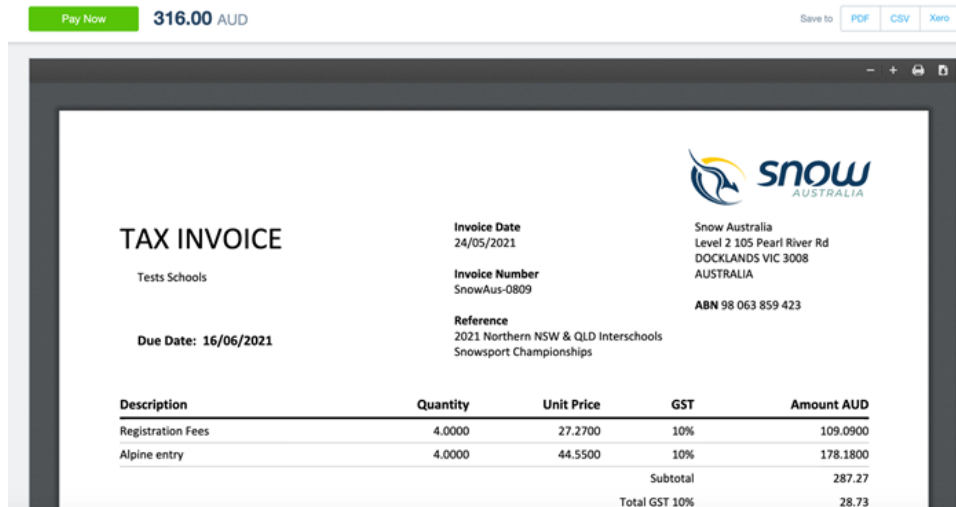 Pay Now 316.00 AUD Save to PDF CSV Xero
snow
AUSTRALIA
TAX INVOICE
Tests Schools
Due Date: 16/06/2021
Invoice Date
24/05/2021
Invoice Number
SnowAus-0809
Reference
2021 Northern NSW & QLD Interschools
Snowsport Championships
Snow Australia
Level 2 105 Pearl River Rd
DOCKLANDS VIC 3008
AUSTRALIA
ABN 98 063 859 423
Description Quantity Unit Price GST Amount AUD
Registration Fees 4.0000 27.2700 10% 109.0900
Alpine entry 4.0000 44.5500 10% 178.1800
Subtotal 287.27
Total GST 10% 28.73